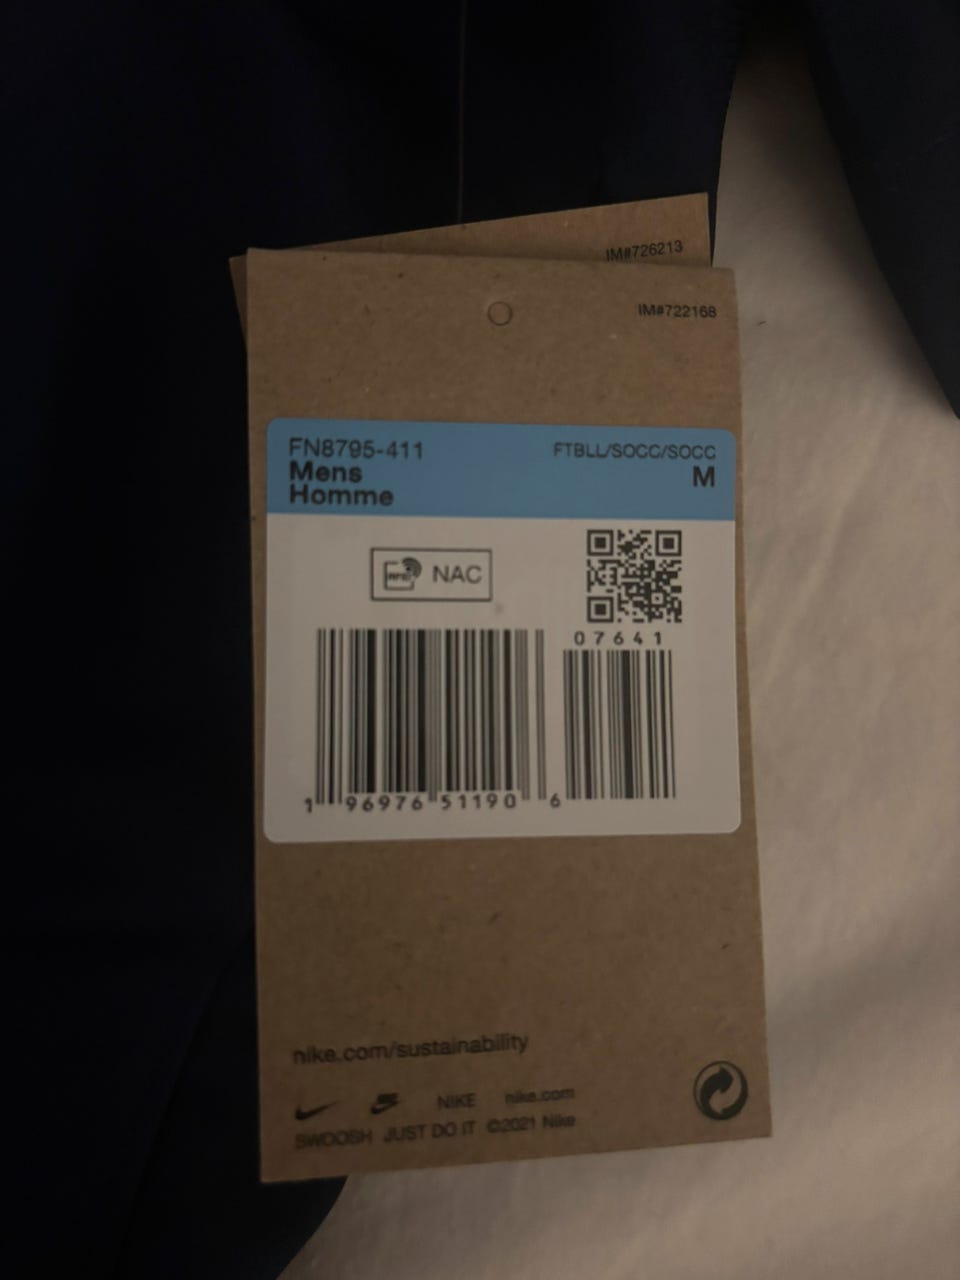 IM#726213
IM#722168
FN8795-411 FTBLL/SOCC/SOCC
Mens M
Homme
RFID NAC
07641
1 96976 51190 6
nike.com/sustainability
NIKE nike.com
SWOOSH JUST DO IT ©2021 Nike